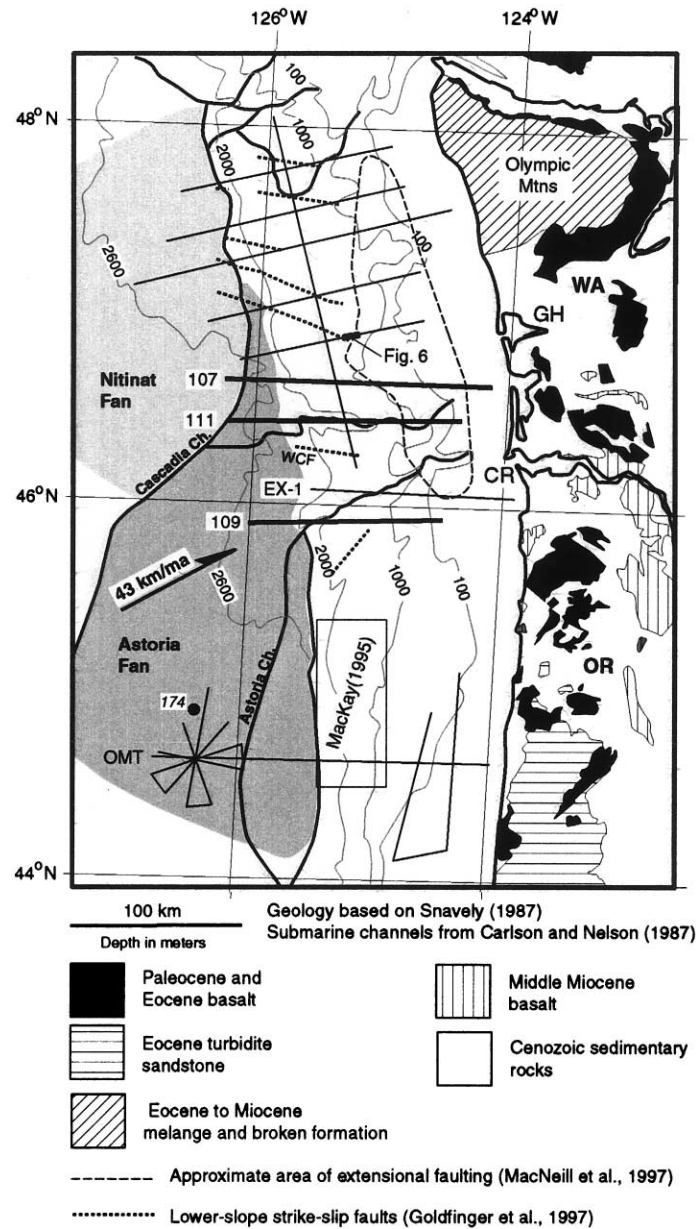 126° W
124° W
48° N
100
1000
2000
Olympic
Mtns
2600
100
WA
GH
Fig. 6
Nitinat
Fan
107
111
Cascadia Ch.
WCF
CR
EX-1
46° N
109
2000
1000
100
43 km/ma
2600
Astoria
Fan
Astoria Ch.
MacKay(1995)
OR
174
OMT
44° N
100 km
Depth in meters
Geology based on Snavely (1987)
Submarine channels from Carlson and Nelson (1987)
Paleocene and
Eocene basalt
Middle Miocene
basalt
Eocene turbidite
sandstone
Cenozoic sedimentary
rocks
Eocene to Miocene
melange and broken formation
Approximate area of extensional faulting (MacNeill et al., 1997)
Lower-slope strike-slip faults (Goldfinger et al., 1997)